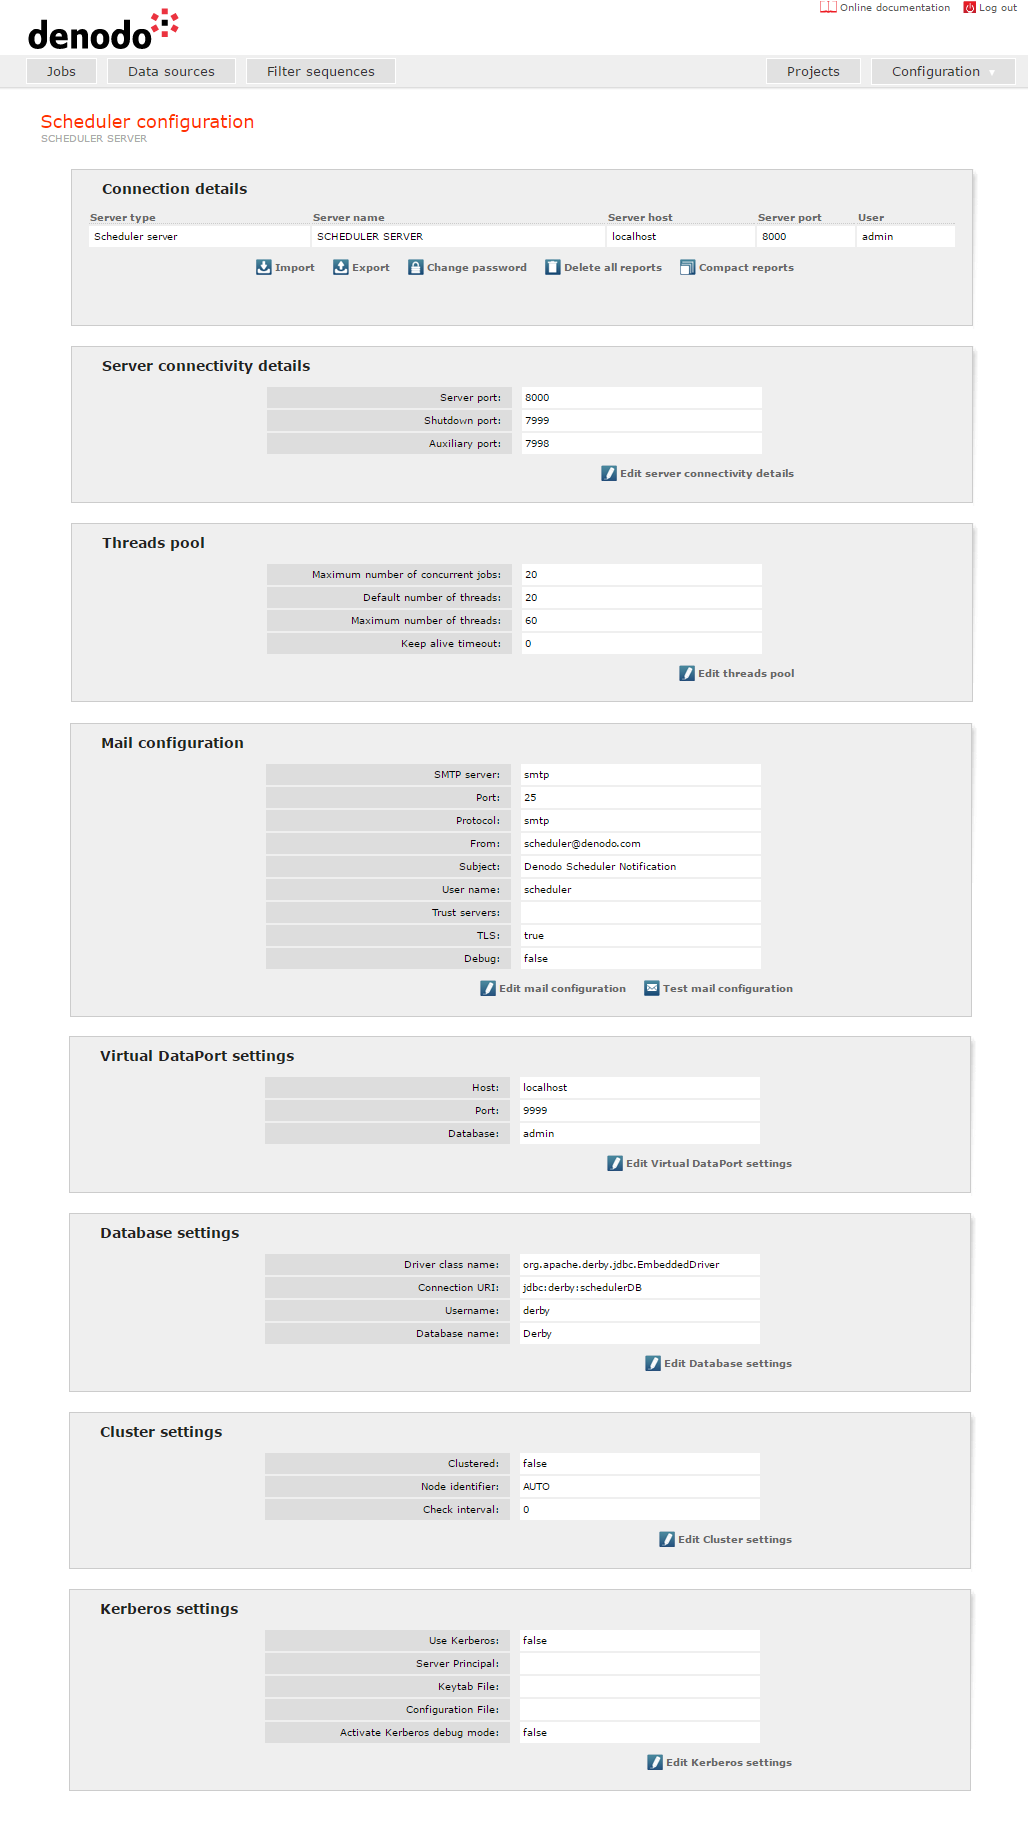 Online documentation Log out
denodo
Jobs Data sources Filter sequences Projects Configuration
Scheduler configuration
SCHEDULER SERVER
Connection details
Server type Server name Server host Server port User
Scheduler server SCHEDULER SERVER localhost 8000 admin
Import Export Change password Delete all reports Compact reports
Server connectivity details
Server port: 8000
Shutdown port: 7999
Auxiliary port: 7998
Edit server connectivity details
Threads pool
Maximum number of concurrent jobs: 20
Default number of threads: 20
Maximum number of threads: 60
Keep alive timeout: 0
Edit threads pool
Mail configuration
SMTP server: smtp
Port: 25
Protocol: smtp
From: scheduler@denodo.com
Subject: Denodo Scheduler Notification
User name: scheduler
Trust servers:
TLS: true
Debug: false
Edit mail configuration Test mail configuration
Virtual DataPort settings
Host: localhost
Port: 9999
Database: admin
Edit Virtual DataPort settings
Database settings
Driver class name: org.apache.derby.jdbc.EmbeddedDriver
Connection URI: jdbc:derby:schedulerDB
Username: derby
Database name: Derby
Edit Database settings
Cluster settings
Clustered: false
Node identifier: AUTO
Check interval: 0
Edit Cluster settings
Kerberos settings
Use Kerberos: false
Server Principal:
Keytab File:
Configuration File:
Activate Kerberos debug mode: false
Edit Kerberos settings